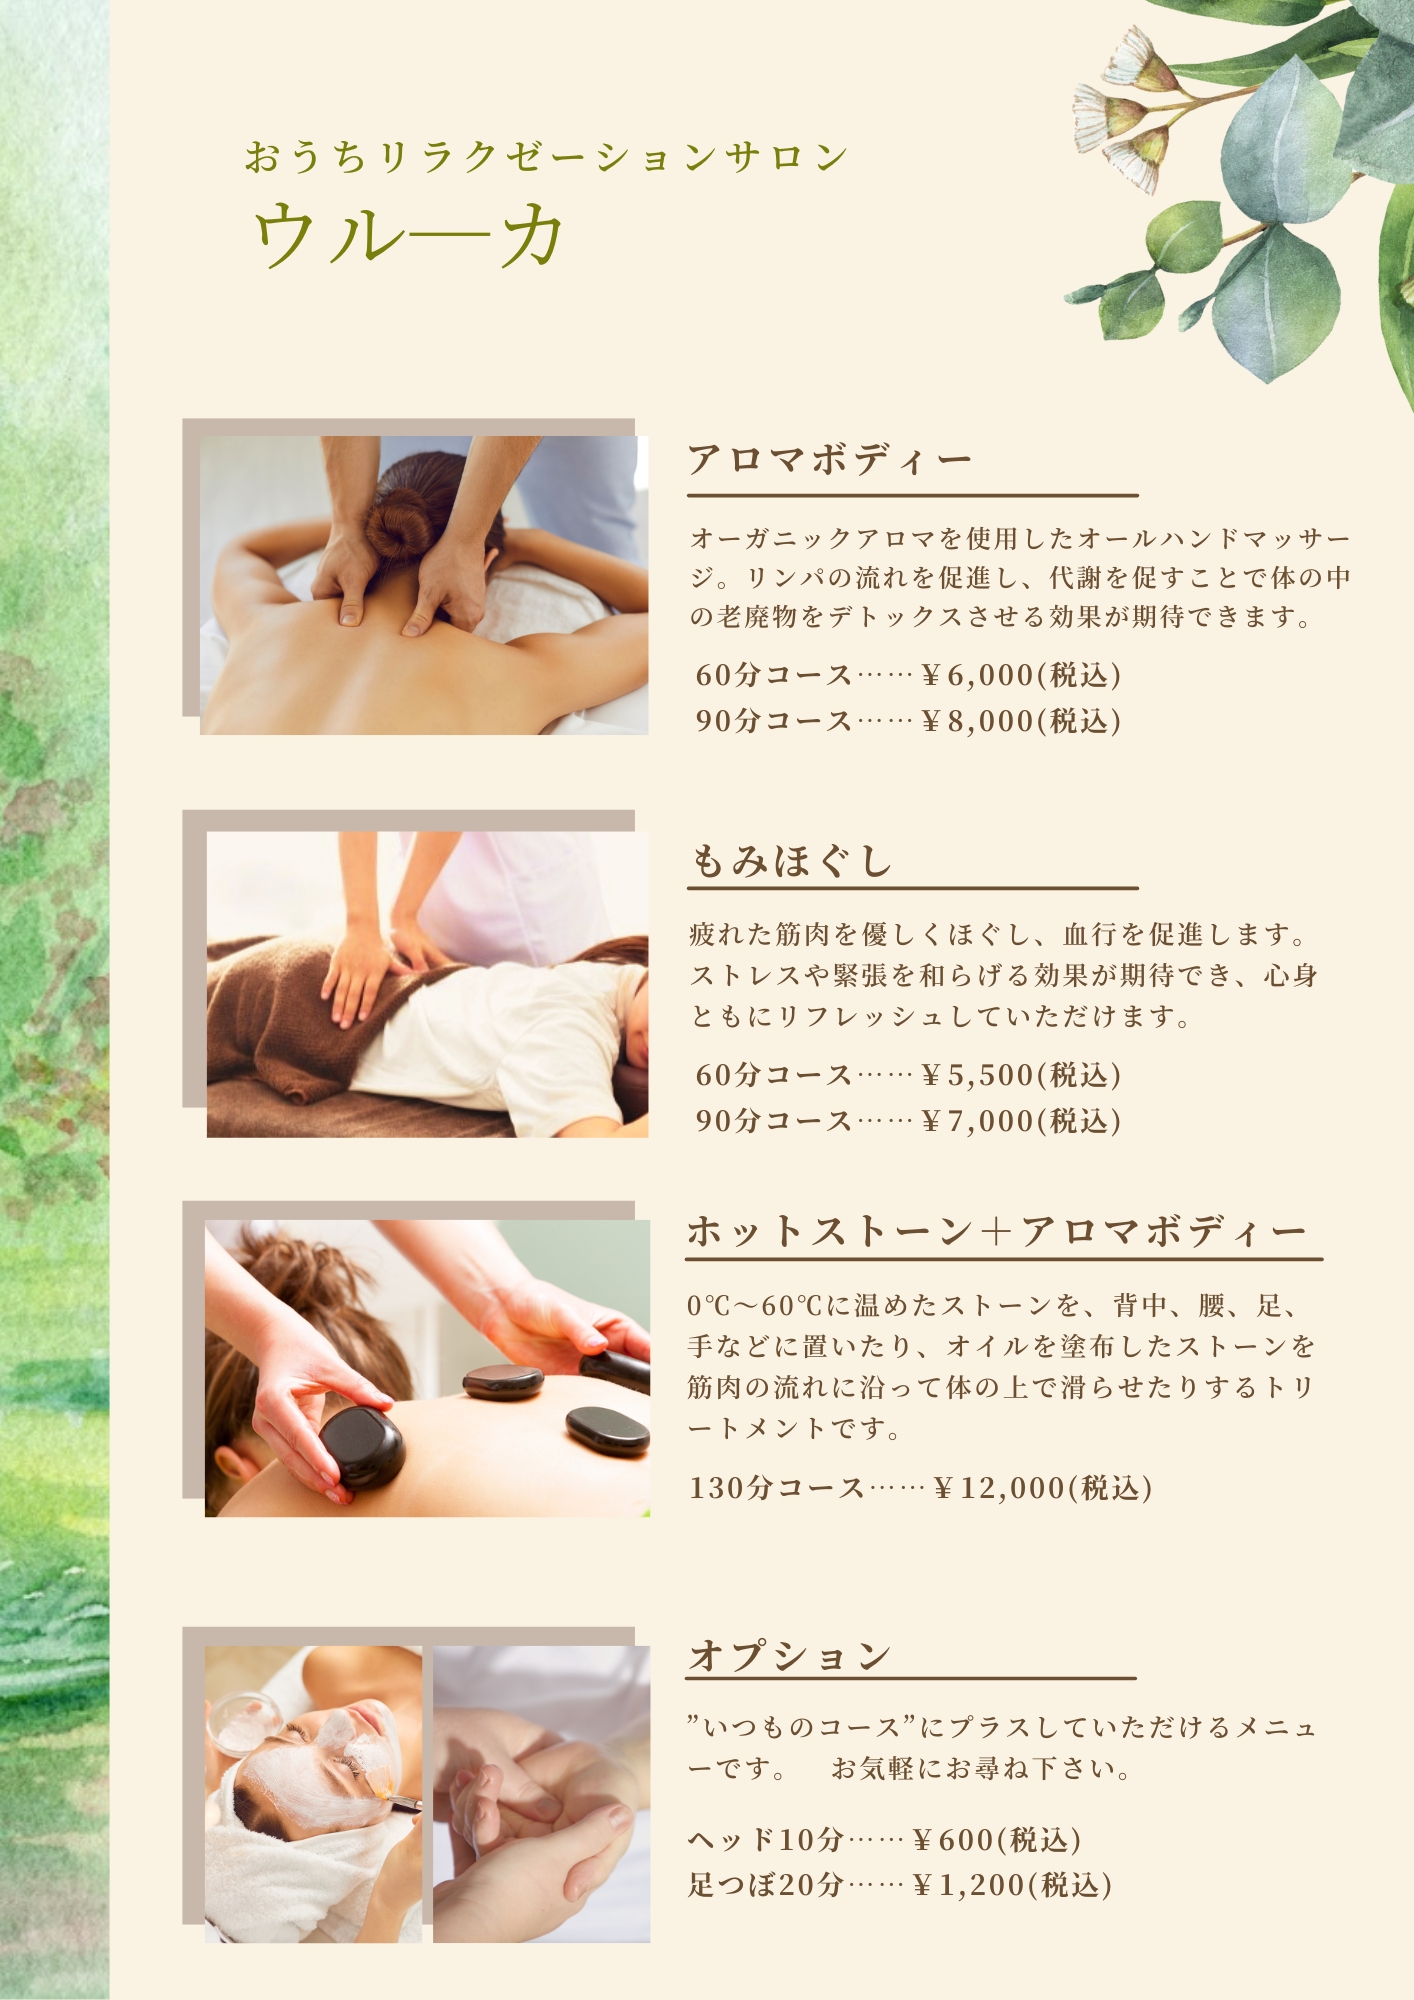 おうちリラクゼーションサロン
ウル―カ
アロマボディー
オーガニックアロマを使用したオールハンドマッサー
ジ。リンパの流れを促進し、代謝を促すことで体の中
の老廃物をデトックスさせる効果が期待できます。
60分コース……￥6,000(税込)
90分コース……￥8,000(税込)
もみほぐし
疲れた筋肉を優しくほぐし、血行を促進します。
ストレスや緊張を和らげる効果が期待でき、心身
ともにリフレッシュしていただけます。
60分コース……￥5,500(税込)
90分コース……￥7,000(税込)
ホットストーン＋アロマボディー
0℃〜60℃に温めたストーンを、背中、腰、足、
手などに置いたり、オイルを塗布したストーンを
筋肉の流れに沿って体の上で滑らせたりするトリ
ートメントです。
130分コース……￥12,000(税込)
オプション
”いつものコース”にプラスしていただけるメニュ
ーです。　お気軽にお尋ね下さい。
ヘッド10分……￥600(税込)
足つぼ20分……￥1,200(税込)